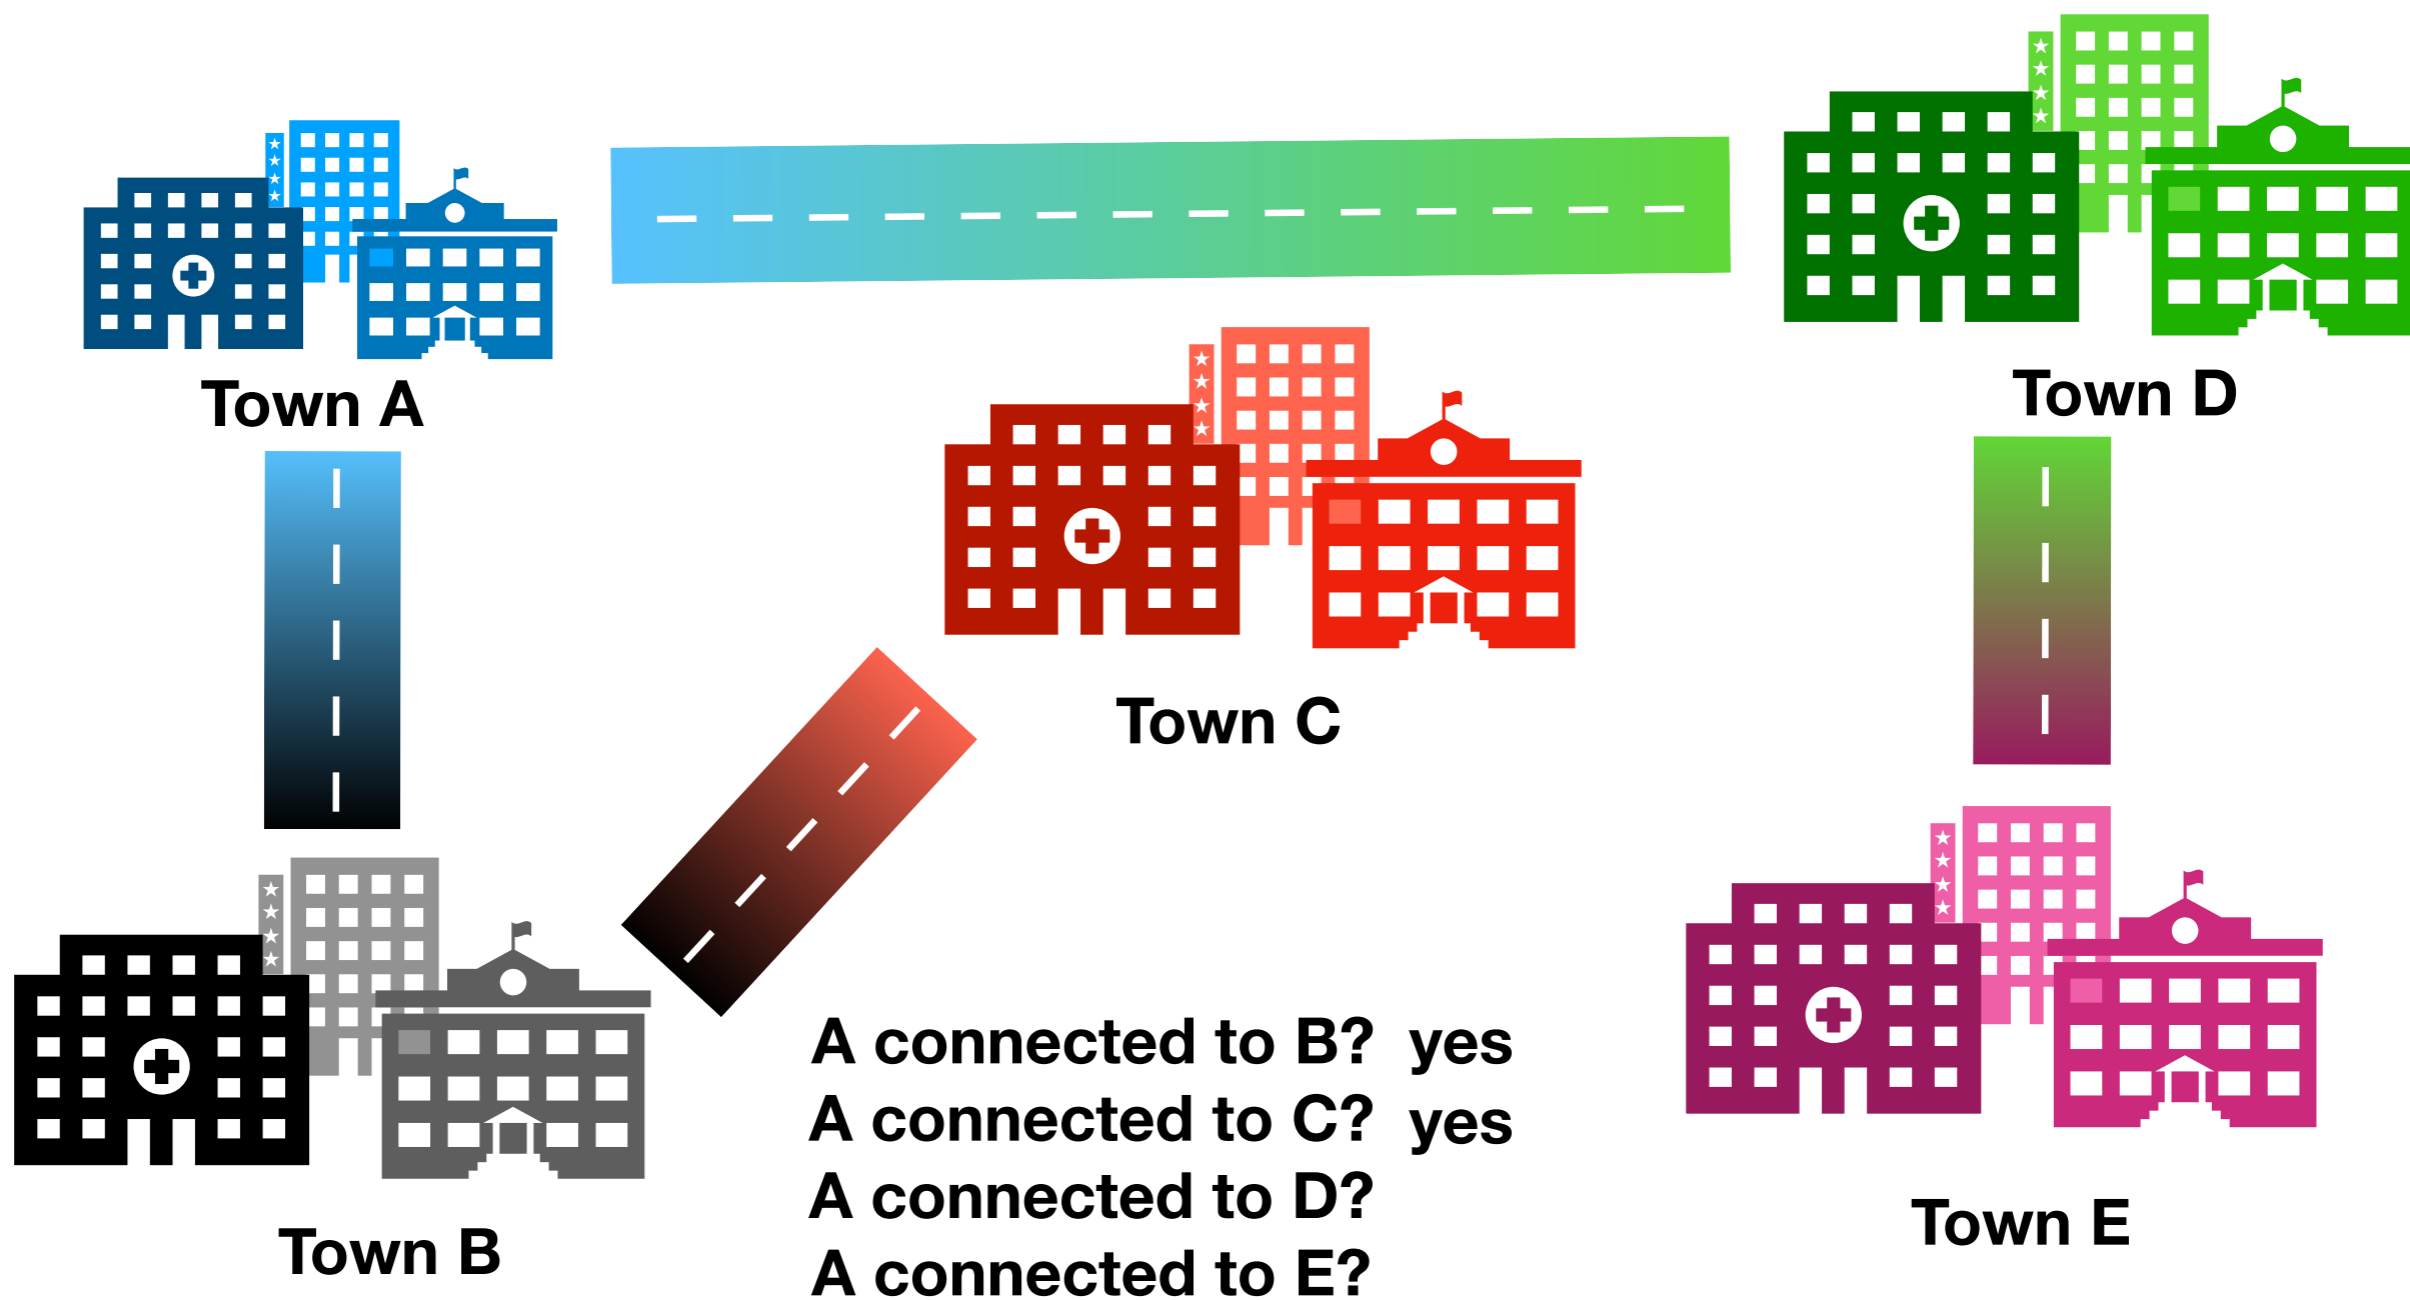 Town A
Town D
Town C
Town B
Town E
A connected to B? yes
A connected to C? yes
A connected to D?
A connected to E?